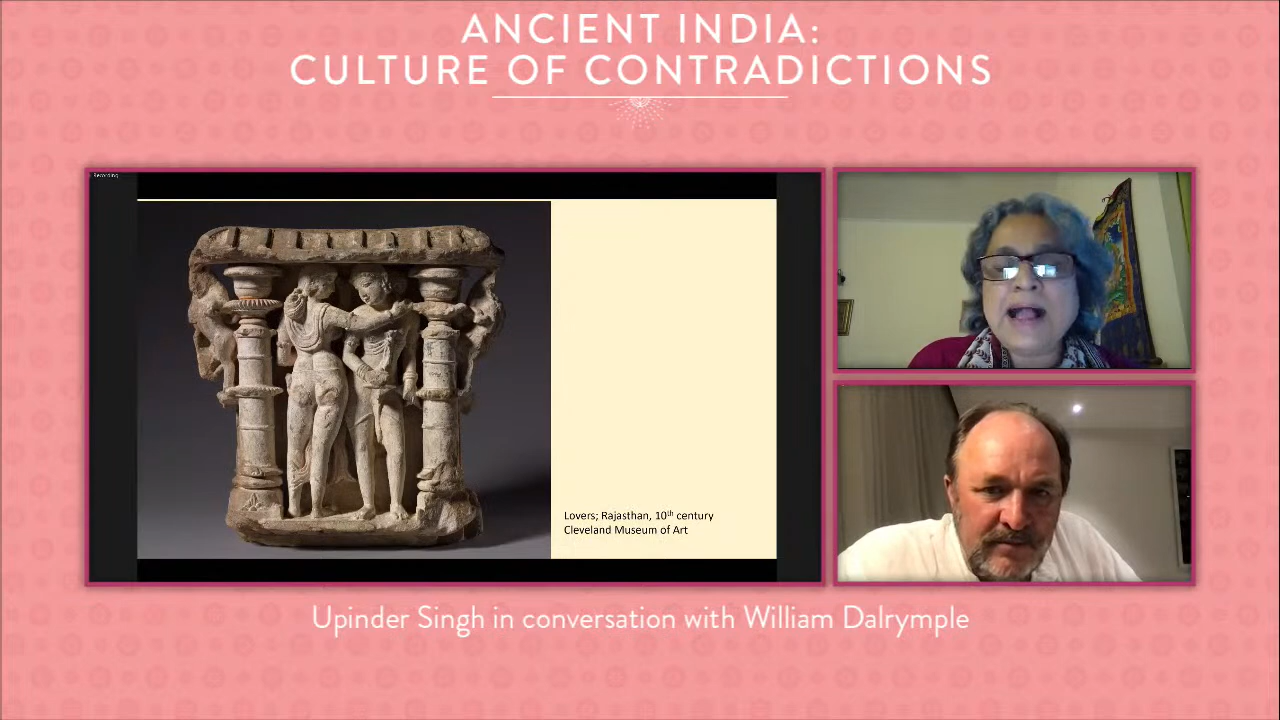 ANCIENT INDIA:
CULTURE OF CONTRADICTIONS
Recording
Lovers; Rajasthan, 10th century
Cleveland Museum of Art
Upinder Singh in conversation with William Dalrymple